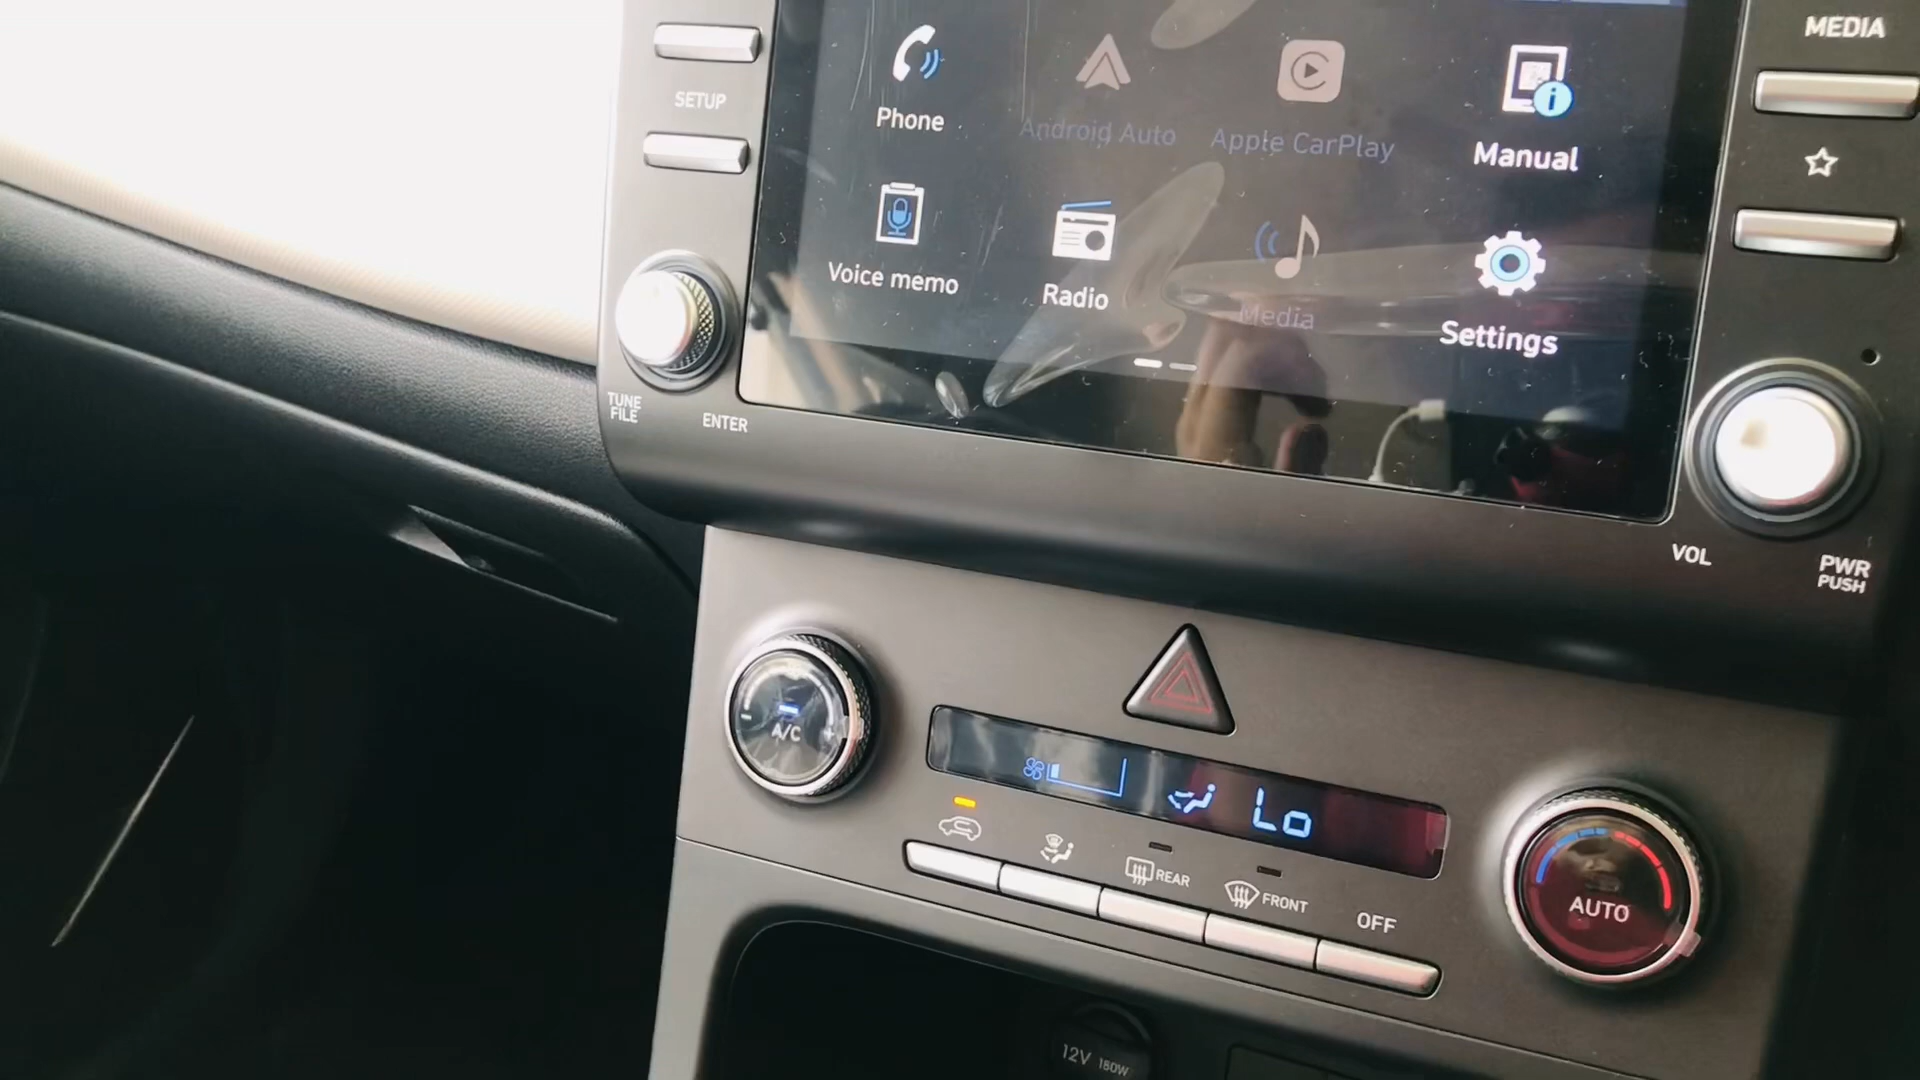 MEDIA
SETUP
Phone
Android Auto
Apple CarPlay
Manual
Voice memo
Radio
Media
Settings
TUNE
FILE
ENTER
VOL
PWR
PUSH
A/C
Lo
REAR
FRONT
OFF
AUTO
12V 180W